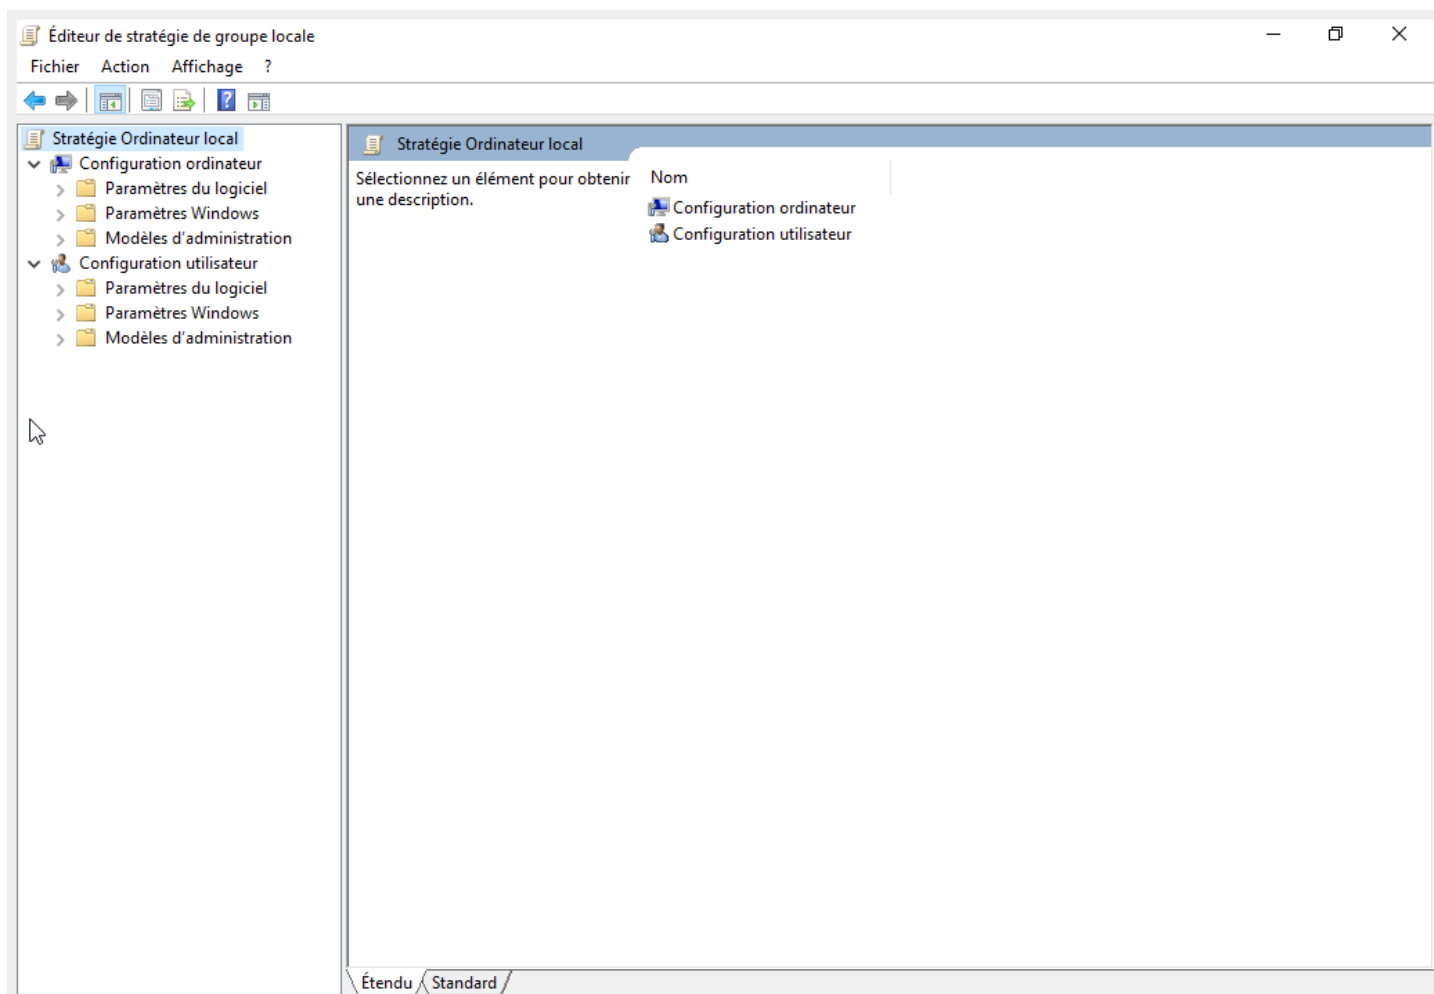 Éditeur de stratégie de groupe locale
Fichier Action Affichage ?
Stratégie Ordinateur local
Configuration ordinateur
Paramètres du logiciel
Paramètres Windows
Modèles d'administration
Configuration utilisateur
Paramètres du logiciel
Paramètres Windows
Modèles d'administration
Stratégie Ordinateur local
Sélectionnez un élément pour obtenir
une description.
Nom
Configuration ordinateur
Configuration utilisateur
Étendu Standard